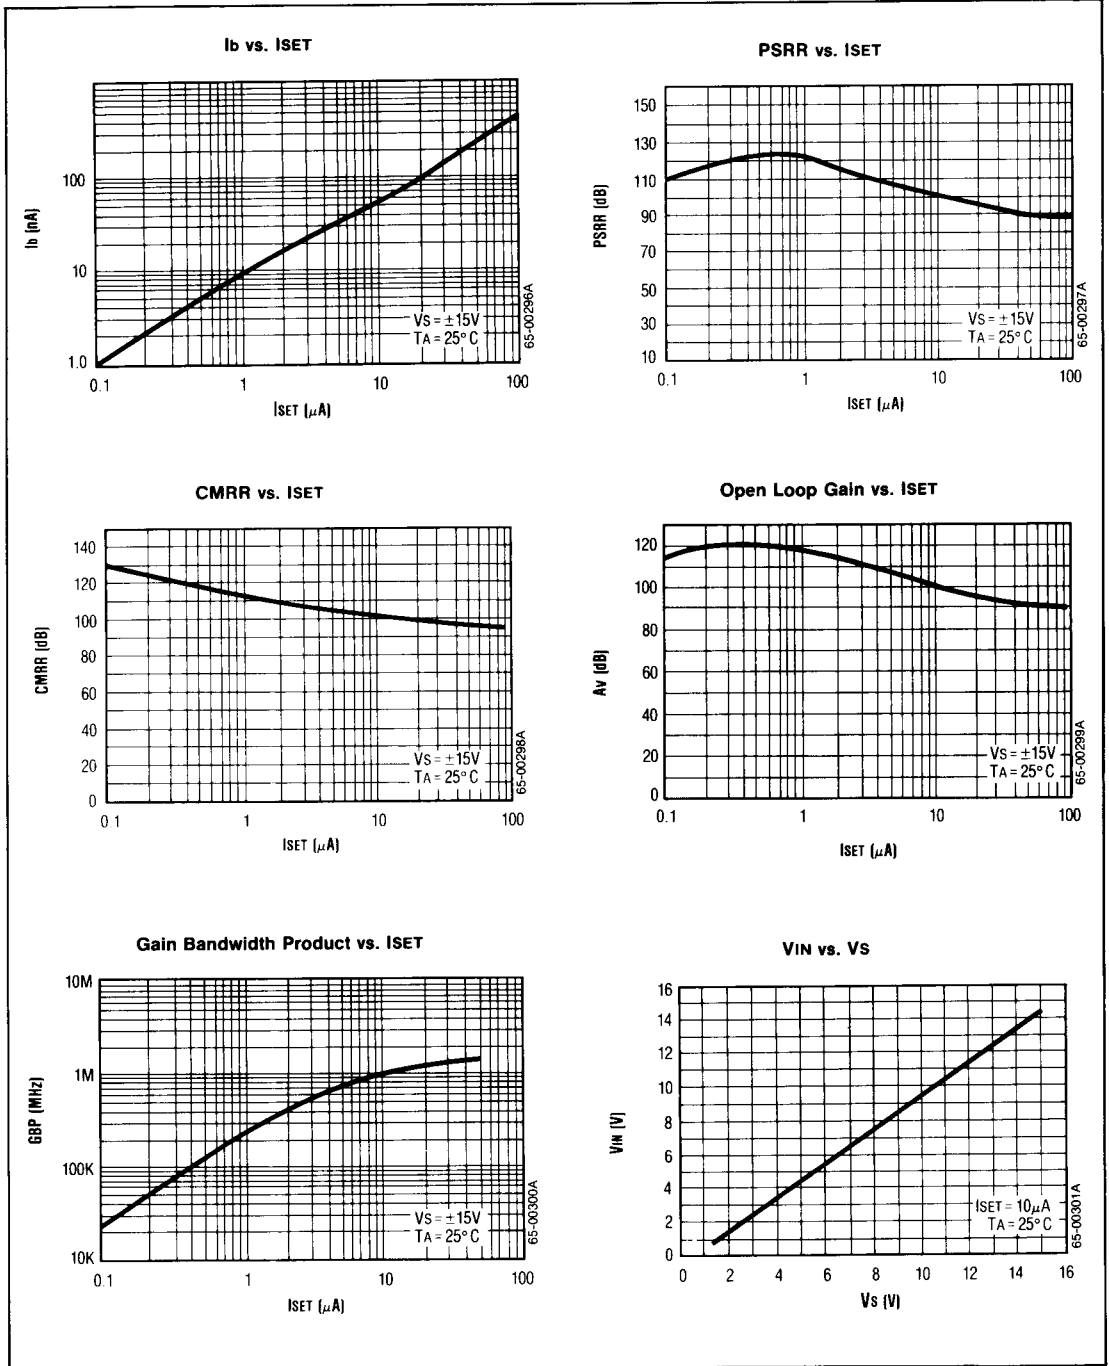 Ib vs. ISET
100
10
1.0
Ib (nA)
VS = ±15V
TA = 25°C
65-00296A
0.1 1 10 100
ISET (µA)
PSRR vs. ISET
150
130
110
90
70
50
30
10
PSRR (dB)
VS = ±15V
TA = 25°C
65-00297A
0.1 1 10 100
ISET (µA)
CMRR vs. ISET
140
120
100
80
60
40
20
0
CMRR (dB)
VS = ±15V
TA = 25°C
65-00298A
0.1 1 10 100
ISET (µA)
Open Loop Gain vs. ISET
120
100
80
60
40
20
0
Av (dB)
VS = ±15V
TA = 25°C
65-00299A
0.1 1 10 100
ISET (µA)
Gain Bandwidth Product vs. ISET
10M
1M
100K
10K
GBP (MHz)
VS = ±15V
TA = 25°C
65-00300A
0.1 1 10 100
ISET (µA)
VIN vs. VS
16
14
12
10
8
6
4
2
0
VIN (V)
ISET = 10µA
TA = 25°C
65-00301A
0 2 4 6 8 10 12 14 16
VS (V)